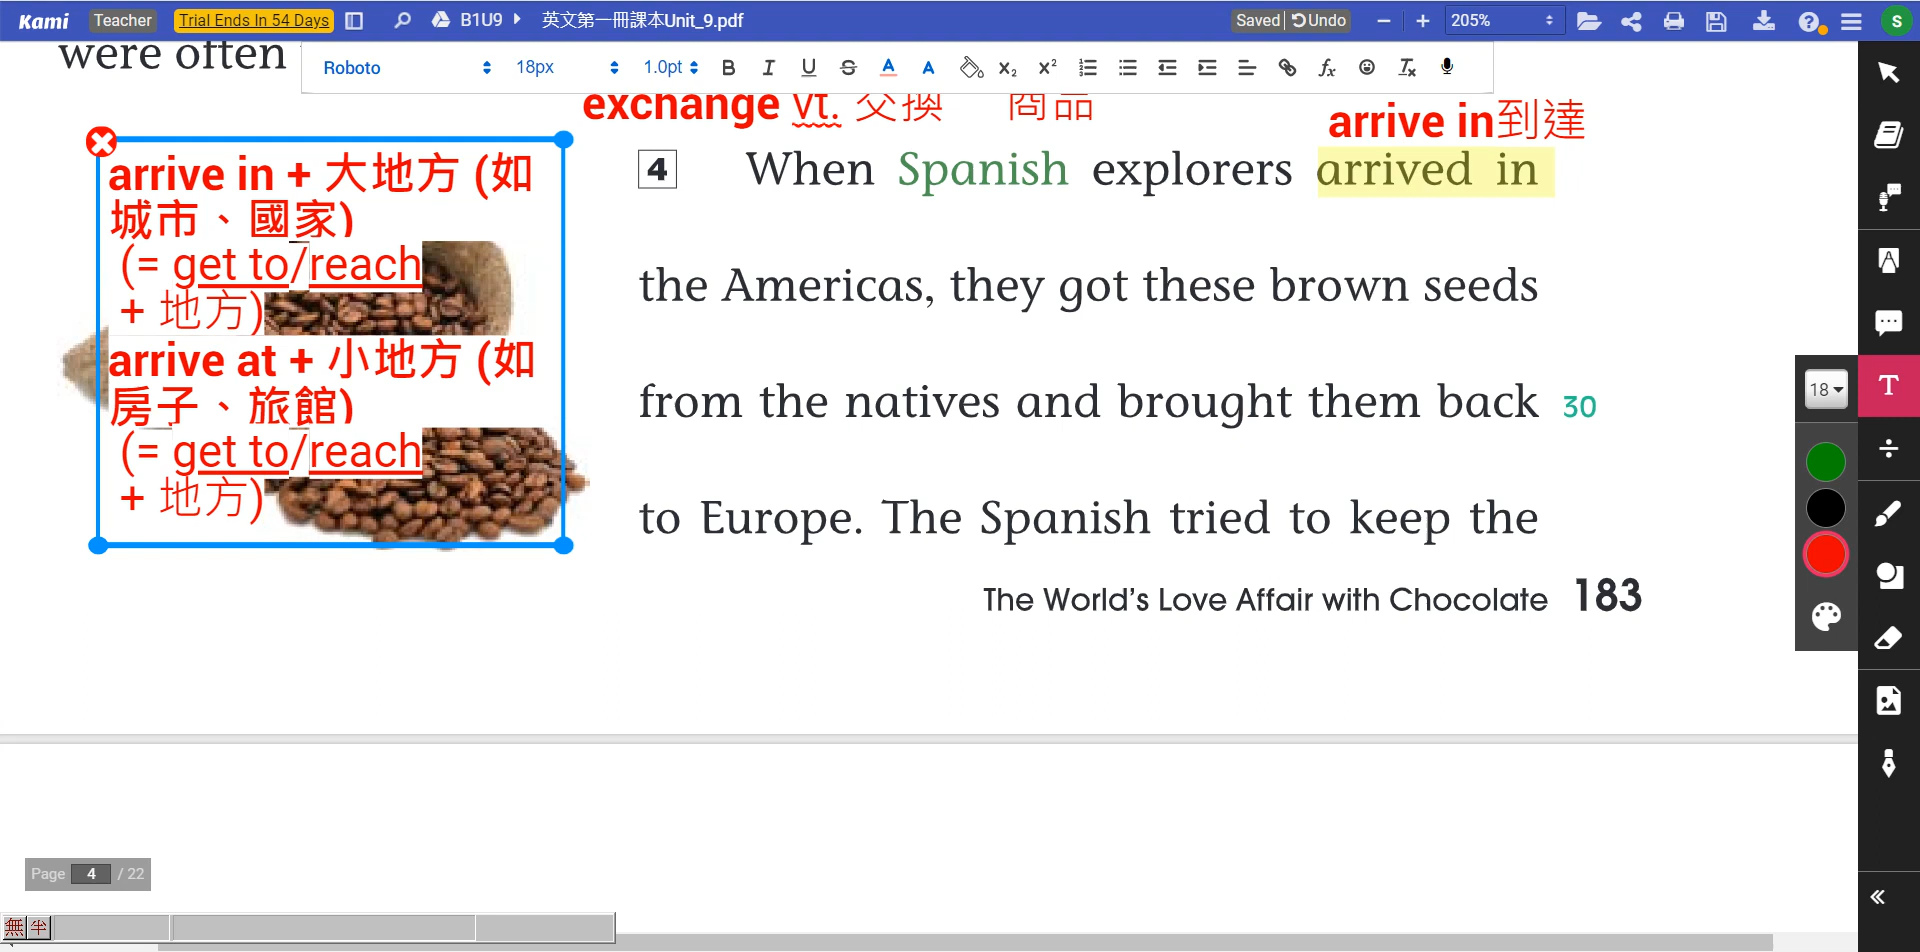 Kami Teacher Trial Ends In 54 Days B1U9 英文第一冊課本Unit_9.pdf Saved Undo 205% S
were often
Roboto 18px 1.0pt
exchange vt. 交換 商品
arrive in到達
arrive in + 大地方 (如
城市、國家)
(= get to/reach
+ 地方)
arrive at + 小地方 (如
房子、旅館)
(= get to/reach
+ 地方)
4 When Spanish explorers arrived in
the Americas, they got these brown seeds
from the natives and brought them back 30
to Europe. The Spanish tried to keep the
The World's Love Affair with Chocolate 183
18
Page 4 / 22
無 半